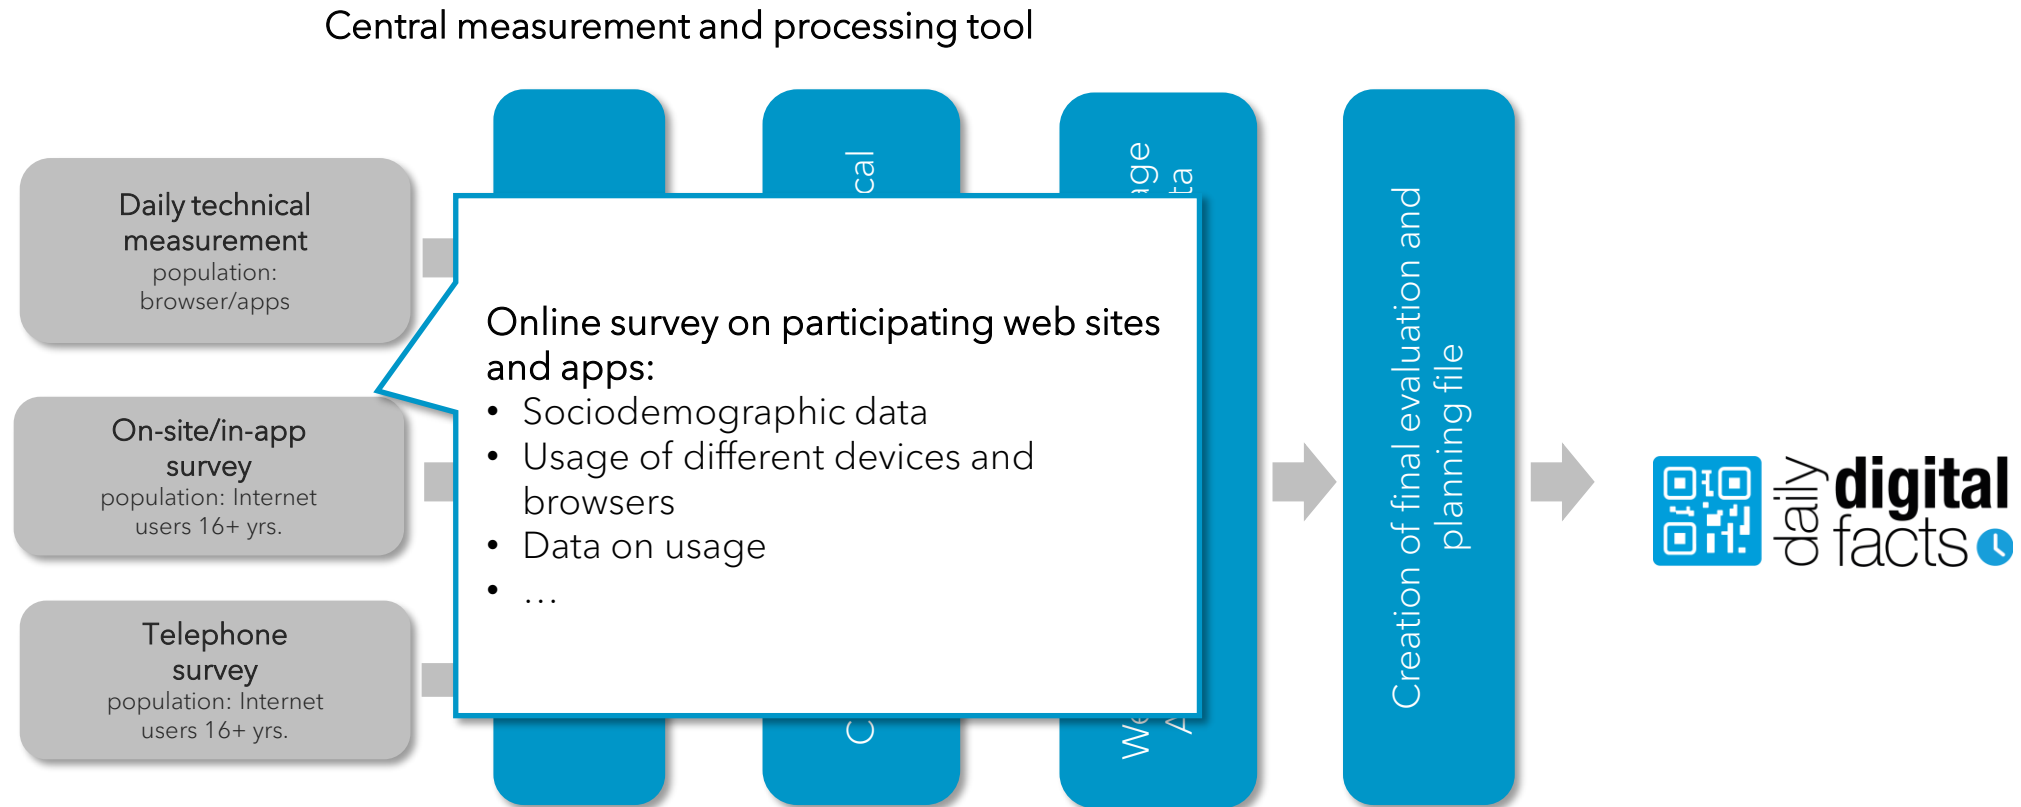 Central measurement and processing tool
Daily technical
measurement
population:
browser/apps
On-site/in-app
survey
population: Internet
users 16+ yrs.
Telephone
survey
population: Internet
users 16+ yrs.
Online survey on participating web sites
and apps:
• Sociodemographic data
• Usage of different devices and
browsers
• Data on usage
• …
Creation of final evaluation and
planning file
daily
digital
facts